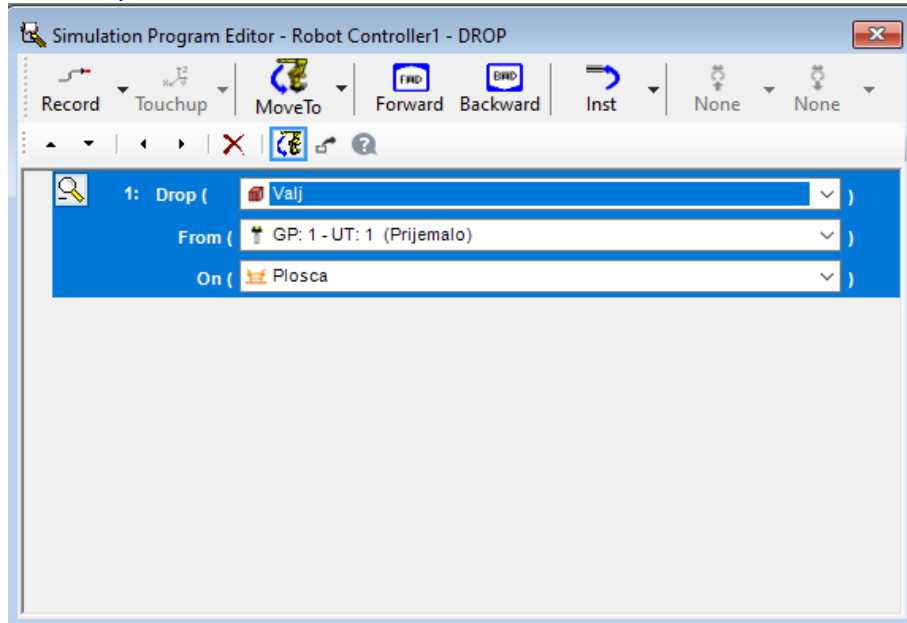 Simulation Program Editor - Robot Controller1 - DROP
FWD BWD
Record Touchup MoveTo Forward Backward Inst None None
1: Drop ( Valj )
From ( GP: 1 - UT: 1 (Prijemalo) )
On ( Plosca )